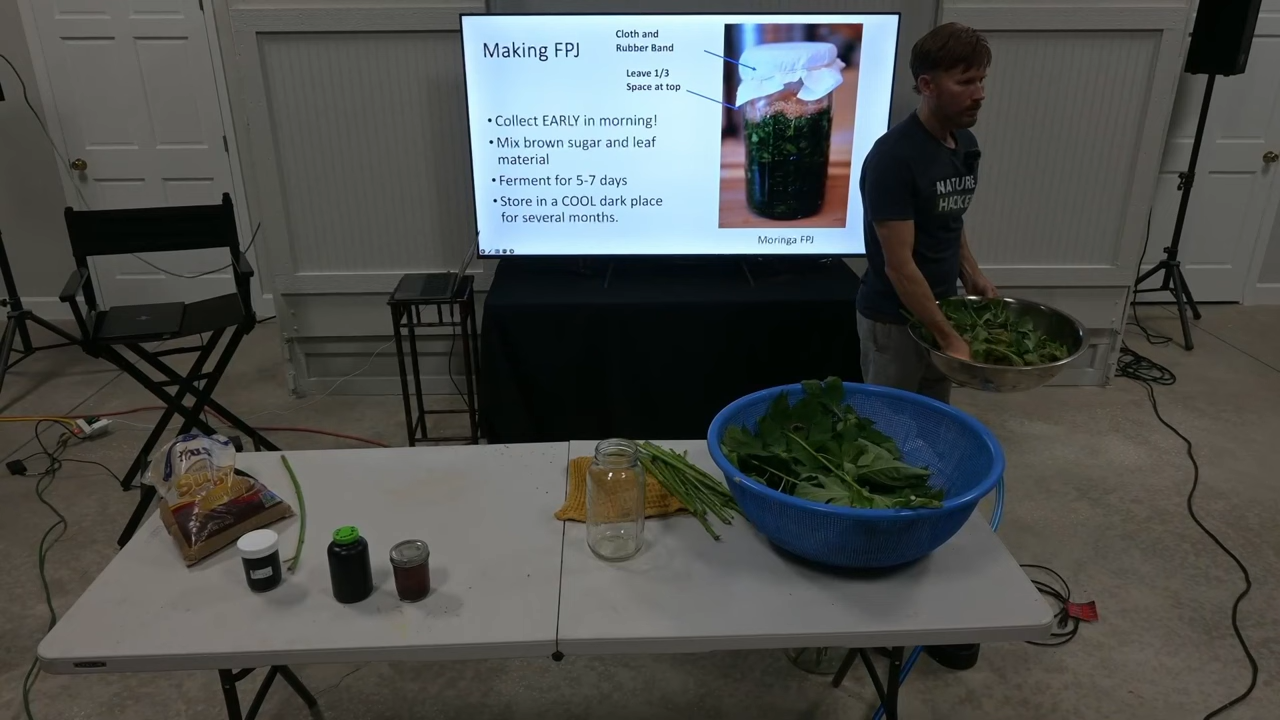 Making FPJ
Cloth and
Rubber Band
Leave 1/3
Space at top
• Collect EARLY in morning!
• Mix brown sugar and leaf
material
• Ferment for 5-7 days
• Store in a COOL dark place
for several months.
Moringa FPJ
NATURE
HACKER